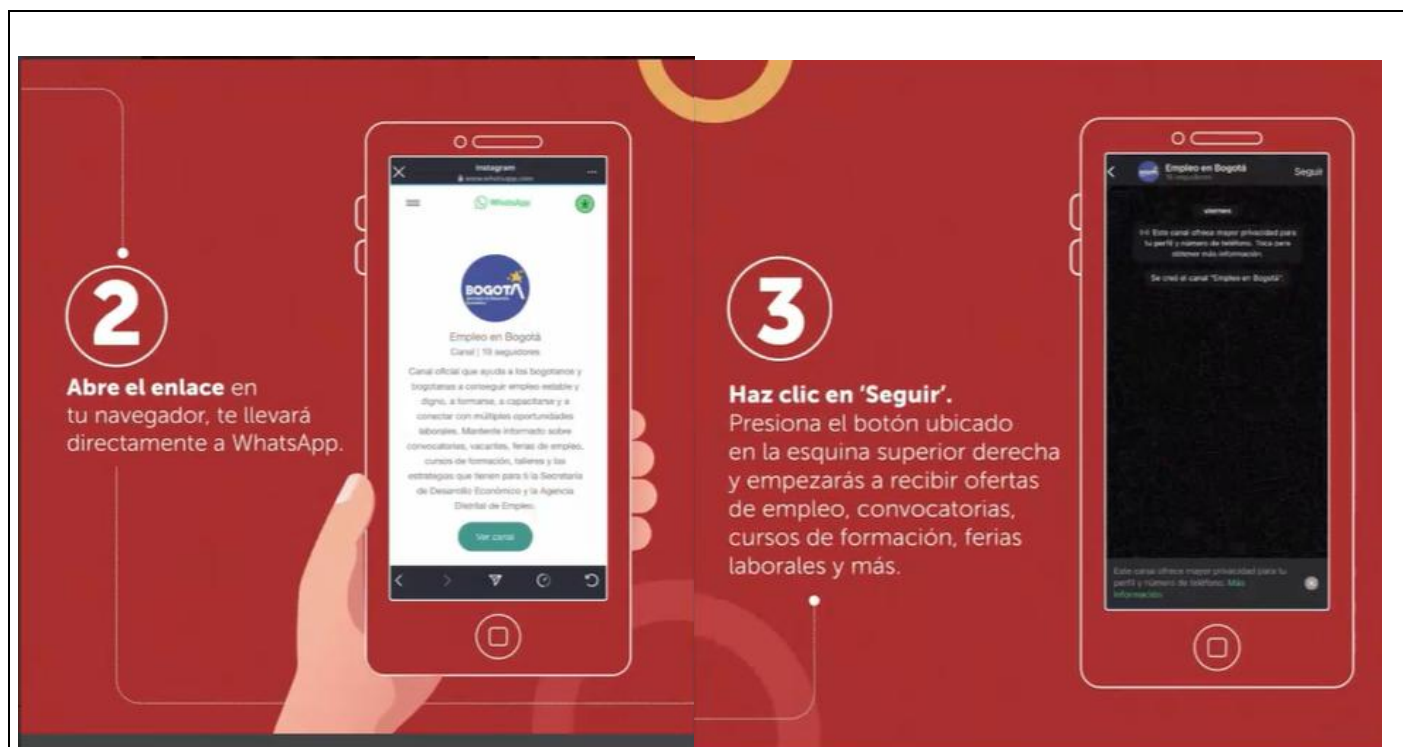 2
Abre el enlace en
tu navegador, te llevará
directamente a WhatsApp.
Instagram
www.whatsapp.com
WhatsApp
BOGOTÁ
Empleo en Bogotá
Canal | 19 seguidores
Canal oficial que ayuda a los bogotanos y
bogotanas a conseguir empleo estable y
digno, a formarse, a capacitarse y a
conectar con múltiples oportunidades
laborales. Mantente informado sobre
convocatorias, vacantes, ferias de empleo,
cursos de formación, talleres y las
estrategias que tienen para ti la Secretaría
de Desarrollo Económico y la Agencia
Distrital de Empleo.
Ver canal
3
Haz clic en ‘Seguir’.
Presiona el botón ubicado
en la esquina superior derecha
y empezarás a recibir ofertas
de empleo, convocatorias,
cursos de formación, ferias
laborales y más.
Empleo en Bogotá
19 seguidores
Seguir
viernes
Este canal ofrece mayor privacidad para
tu perfil y número de teléfono. Toca para
obtener más información.
Se creó el canal "Empleo en Bogotá".
Este canal ofrece mayor privacidad para tu
perfil y número de teléfono. Más
información